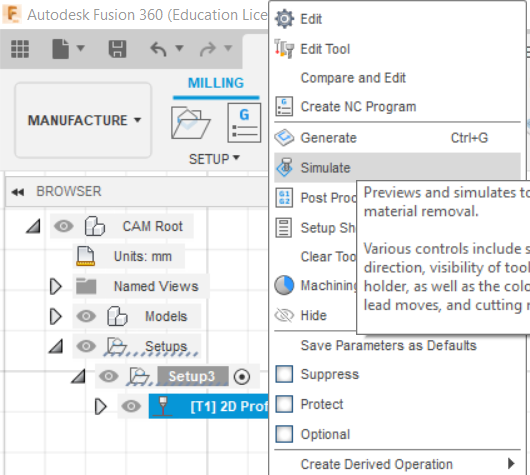 Autodesk Fusion 360 (Education Lice
MILLING
MANUFACTURE
G
SETUP
BROWSER
CAM Root
Units: mm
Named Views
Models
Setups
Setup3
[T1] 2D Prof
Edit
Edit Tool
Compare and Edit
G
Create NC Program
Generate Ctrl+G
Simulate
G1
G2
Post Proc
Setup Sh
Clear Too
Machining
Hide
Save Parameters as Defaults
Suppress
Protect
Optional
Create Derived Operation
Previews and simulates to
material removal.
Various controls include s
direction, visibility of tool
holder, as well as the colo
lead moves, and cutting